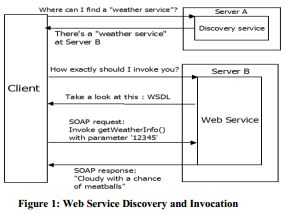 Where can I find a "weather service"?
Server A
Discovery service
There's a "weather service"
at Server B
How exactly should I invoke you?
Server B
Client
Take a look at this : WSDL
Web Service
SOAP request:
Invoke getWeatherInfo()
with parameter '12345'
SOAP response:
"Cloudy with a chance
of meatballs"
Figure 1: Web Service Discovery and Invocation